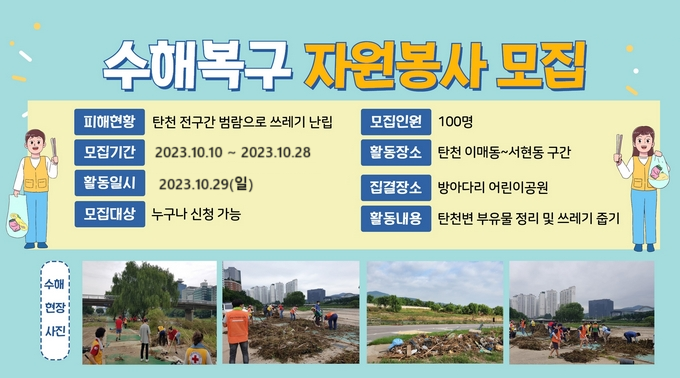 수해복구 자원봉사 모집
피해현황 탄천 전구간 범람으로 쓰레기 난립
모집기간 2023.10.10 ~ 2023.10.28
활동일시 2023.10.29(일)
모집대상 누구나 신청 가능
모집인원 100명
활동장소 탄천 이매동~서현동 구간
집결장소 방아다리 어린이공원
활동내용 탄천변 부유물 정리 및 쓰레기 줍기
수해
현장
사진